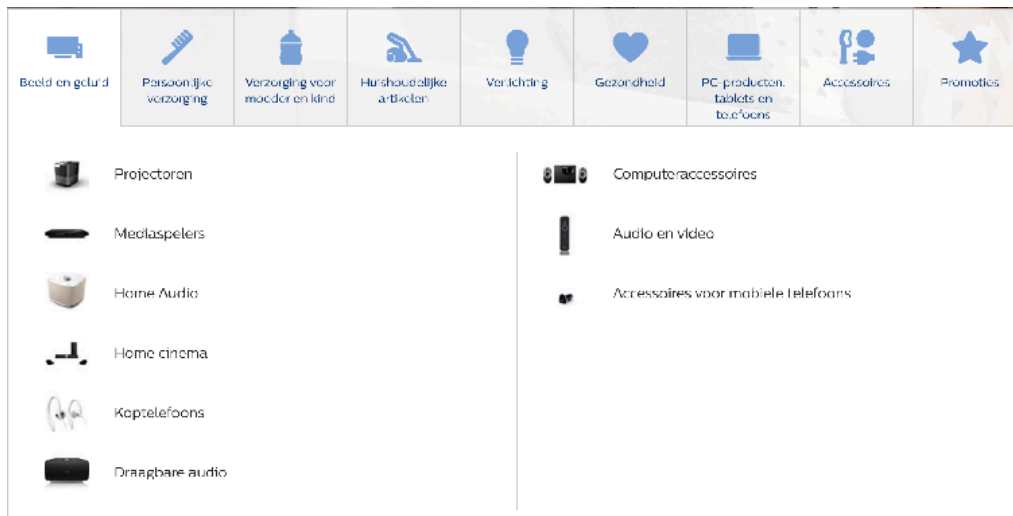 Beeld en geluid
Persoonlijke
verzorging
Verzorging voor
moeder en kind
Huishoudelijke
artikelen
Verlichting
Gezondheid
PC-producten,
tablets en
telefoons
Accessoires
Promoties
Projectoren
Mediaspelers
Home Audio
Home cinema
Koptelefoons
Draagbare audio
Computeraccessoires
Audio en video
Accessoires voor mobiele telefoons